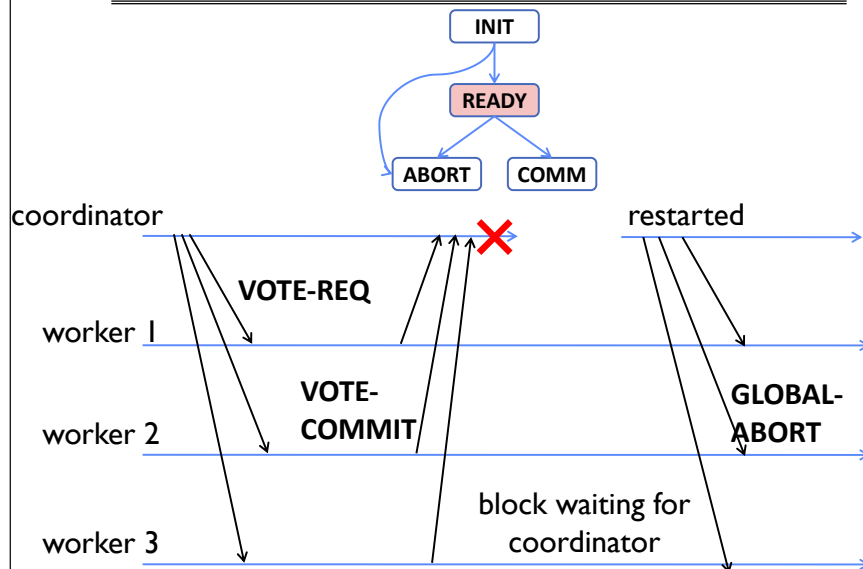 INIT
READY
ABORT
COMM
coordinator
restarted
VOTE-REQ
worker 1
VOTE-
COMMIT
GLOBAL-
ABORT
worker 2
block waiting for
coordinator
worker 3